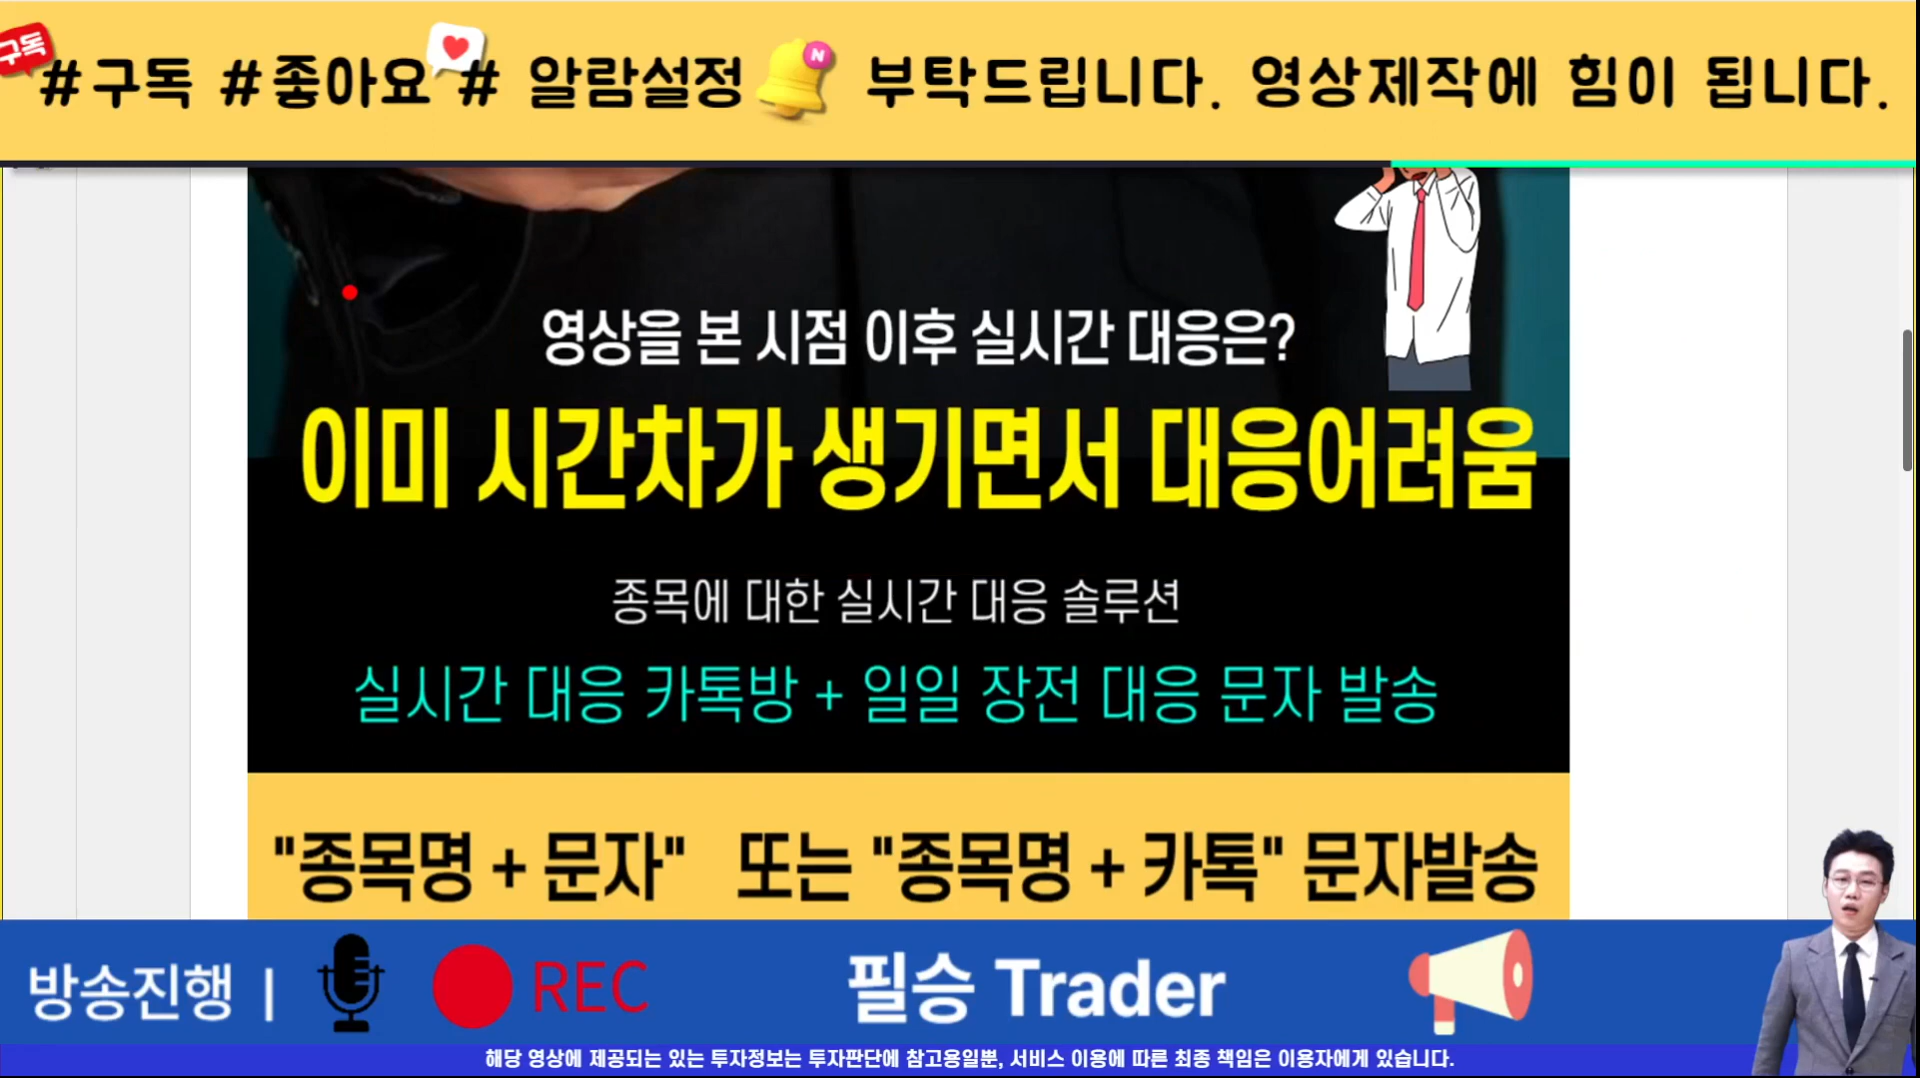 구독
#구독 #좋아요 # 알람설정 N 부탁드립니다. 영상제작에 힘이 됩니다.
영상을 본 시점 이후 실시간 대응은?
이미 시간차가 생기면서 대응어려움
종목에 대한 실시간 대응 솔루션
실시간 대응 카톡방 + 일일 장전 대응 문자 발송
"종목명 + 문자" 또는 "종목명 + 카톡" 문자발송
방송진행 | REC 필승 Trader
해당 영상에 제공되는 있는 투자정보는 투자판단에 참고용일뿐, 서비스 이용에 따른 최종 책임은 이용자에게 있습니다.